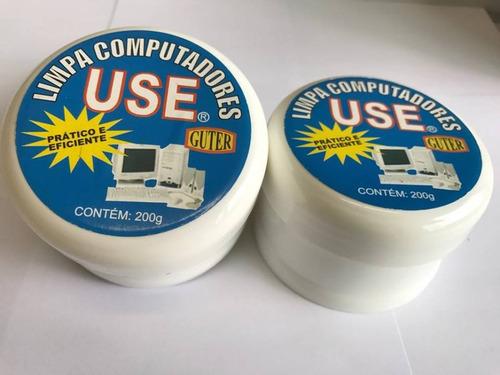 LIMPA COMPUTADORES
USE®
PRÁTICO E
EFICIENTE
GUTER
CONTÉM: 200g
LIMPA COMPUTADORES
USE®
PRÁTICO E
EFICIENTE
GUTER
CONTÉM: 200g